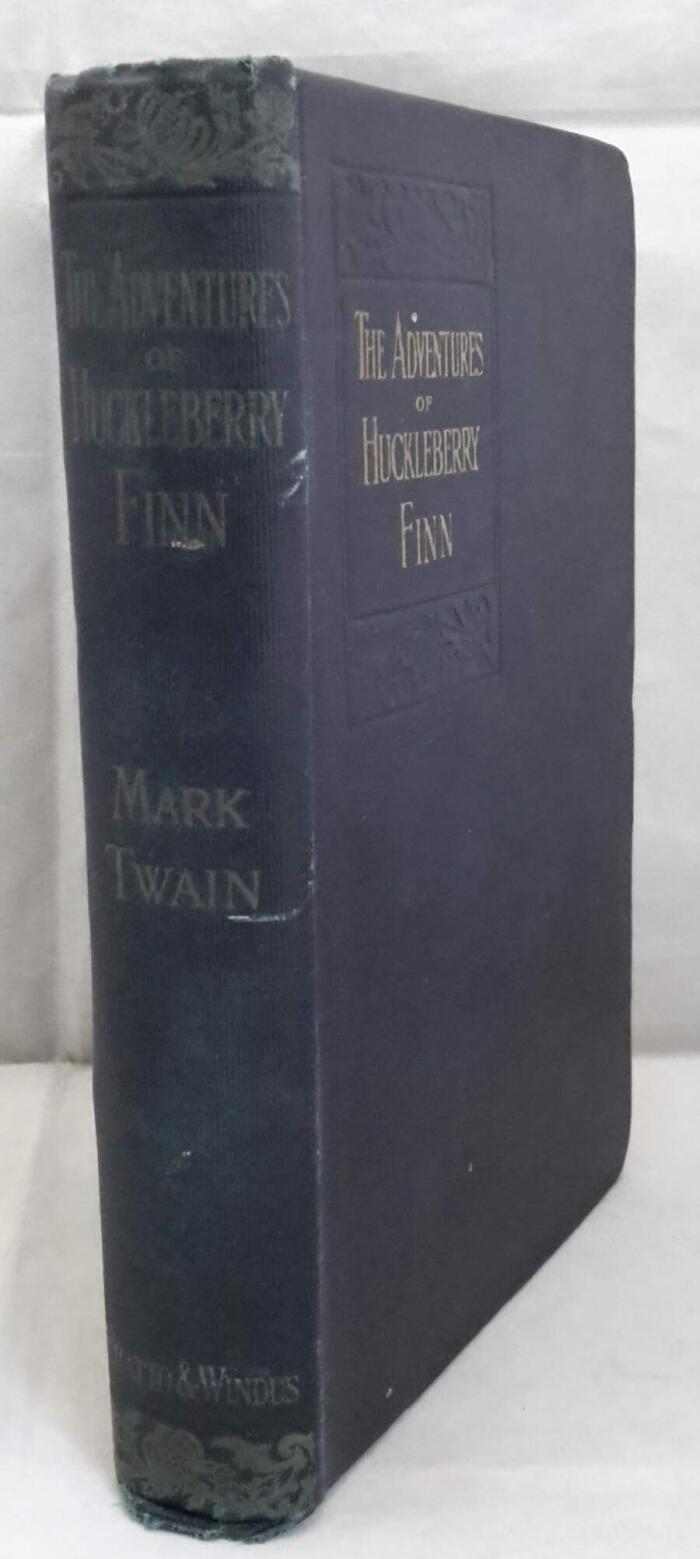 The Adventures
of
Huckleberry
Finn
Mark
Twain
Chatto & Windus
The Adventures
of
Huckleberry
Finn